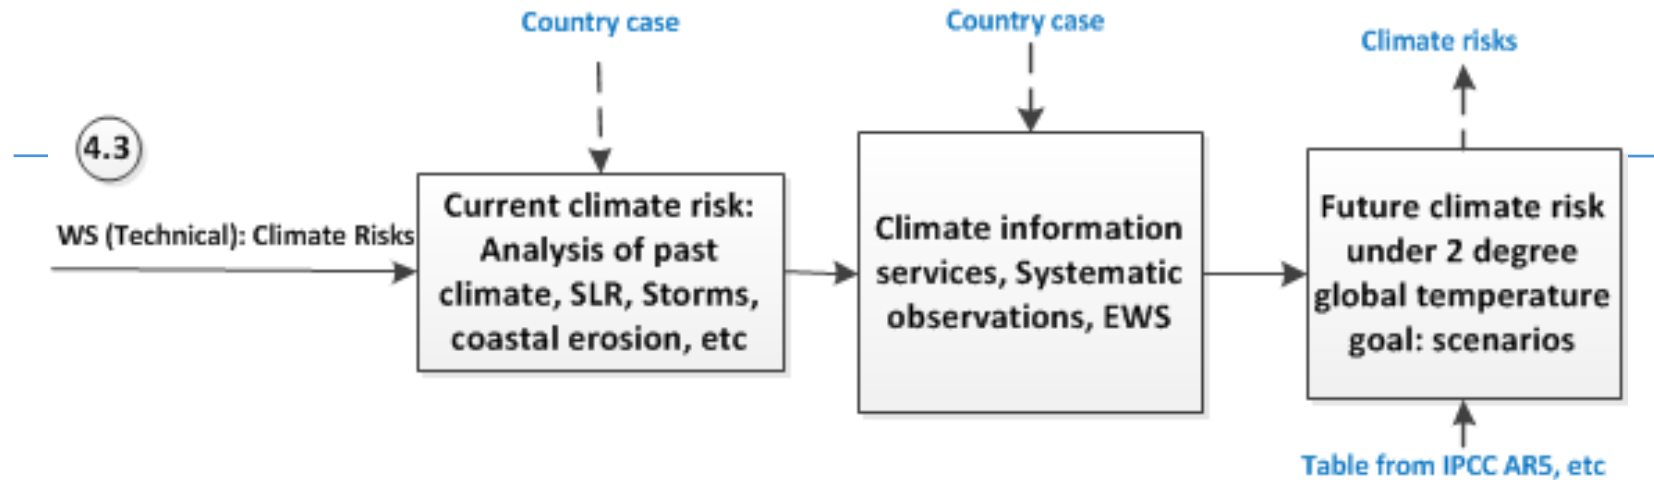 Country case
Country case
Climate risks
4.3
WS (Technical): Climate Risks
Current climate risk:
Analysis of past
climate, SLR, Storms,
coastal erosion, etc
Climate information
services, Systematic
observations, EWS
Future climate risk
under 2 degree
global temperature
goal: scenarios
Table from IPCC AR5, etc